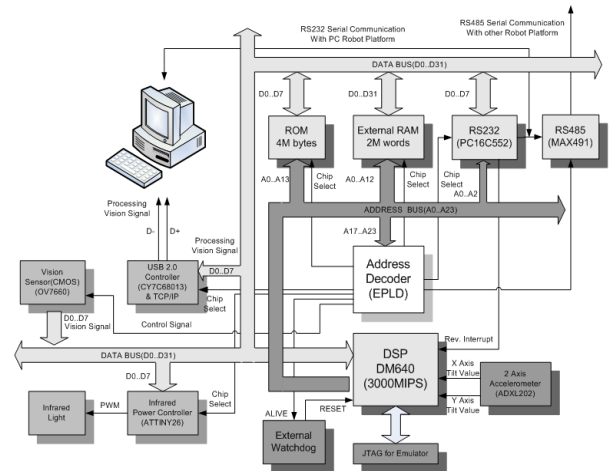 RS232 Serial Communication
With PC Robot Platform
RS485 Serial Communication
With other Robot Platform
DATA BUS(D0..D31)
D0..D7
D0..D31
D0..D7
ROM
4M bytes
External RAM
2M words
RS232
(PC16C552)
RS485
(MAX491)
A0..A13
Chip
Select
A0..A12
Chip
Select
Chip
Select
A0..A2
ADDRESS BUS(A0..A23)
Processing
Vision Signal
D-
D+
Processing
Vision Signal
A17..A23
Address
Decoder
(EPLD)
Vision
Sensor(CMOS)
(OV7660)
USB 2.0
Controller
(CY7C68013)
& TCP/IP
D0..D7
Chip
Select
D0..D7
Vision Signal
Control Signal
DATA BUS(D0..D31)
DSP
DM640
(3000MIPS)
Rev. Interrupt
X Axis
Tilt Value
Y Axis
Tilt Value
2 Axis
Accelerometer
(ADXL202)
D0..D7
Infrared
Light
PWM
Infrared
Power Controller
(ATTINY26)
Chip
Select
ALIVE
RESET
External
Watchdog
JTAG for Emulator